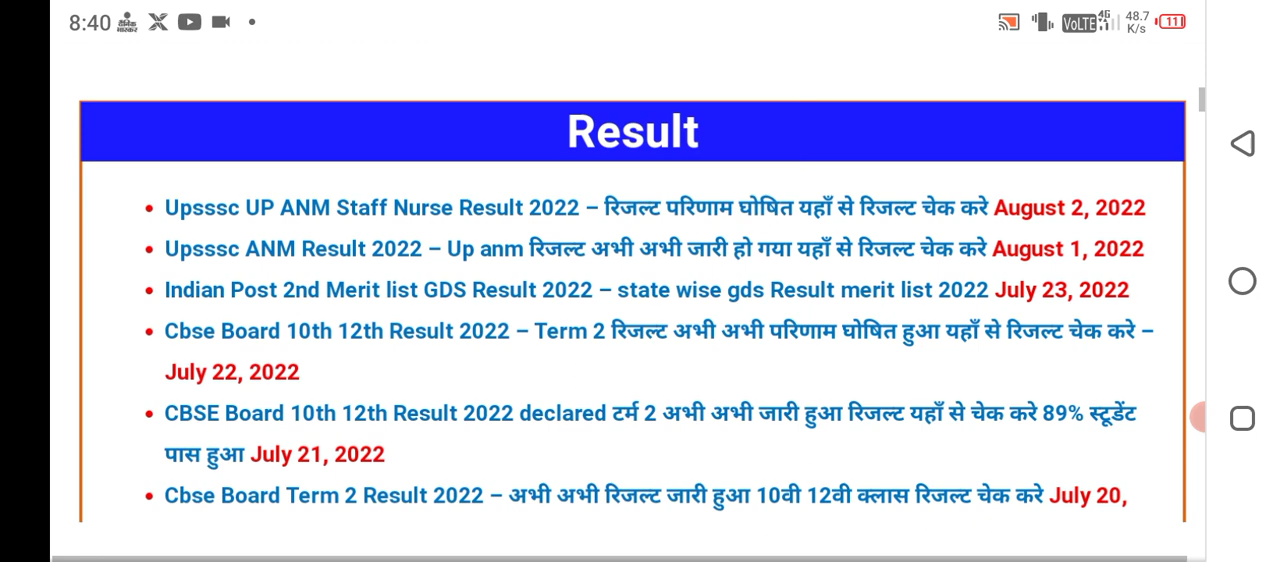 8:40
VoLTE 4G 48.7 K/s 11
Result
Upsssc UP ANM Staff Nurse Result 2022 – रिजल्ट परिणाम घोषित यहाँ से रिजल्ट चेक करे August 2, 2022
Upsssc ANM Result 2022 – Up anm रिजल्ट अभी अभी जारी हो गया यहाँ से रिजल्ट चेक करे August 1, 2022
Indian Post 2nd Merit list GDS Result 2022 – state wise gds Result merit list 2022 July 23, 2022
Cbse Board 10th 12th Result 2022 – Term 2 रिजल्ट अभी अभी परिणाम घोषित हुआ यहाँ से रिजल्ट चेक करे –
July 22, 2022
CBSE Board 10th 12th Result 2022 declared टर्म 2 अभी अभी जारी हुआ रिजल्ट यहाँ से चेक करे 89% स्टूडेंट
पास हुआ July 21, 2022
Cbse Board Term 2 Result 2022 – अभी अभी रिजल्ट जारी हुआ 10वी 12वी क्लास रिजल्ट चेक करे July 20,